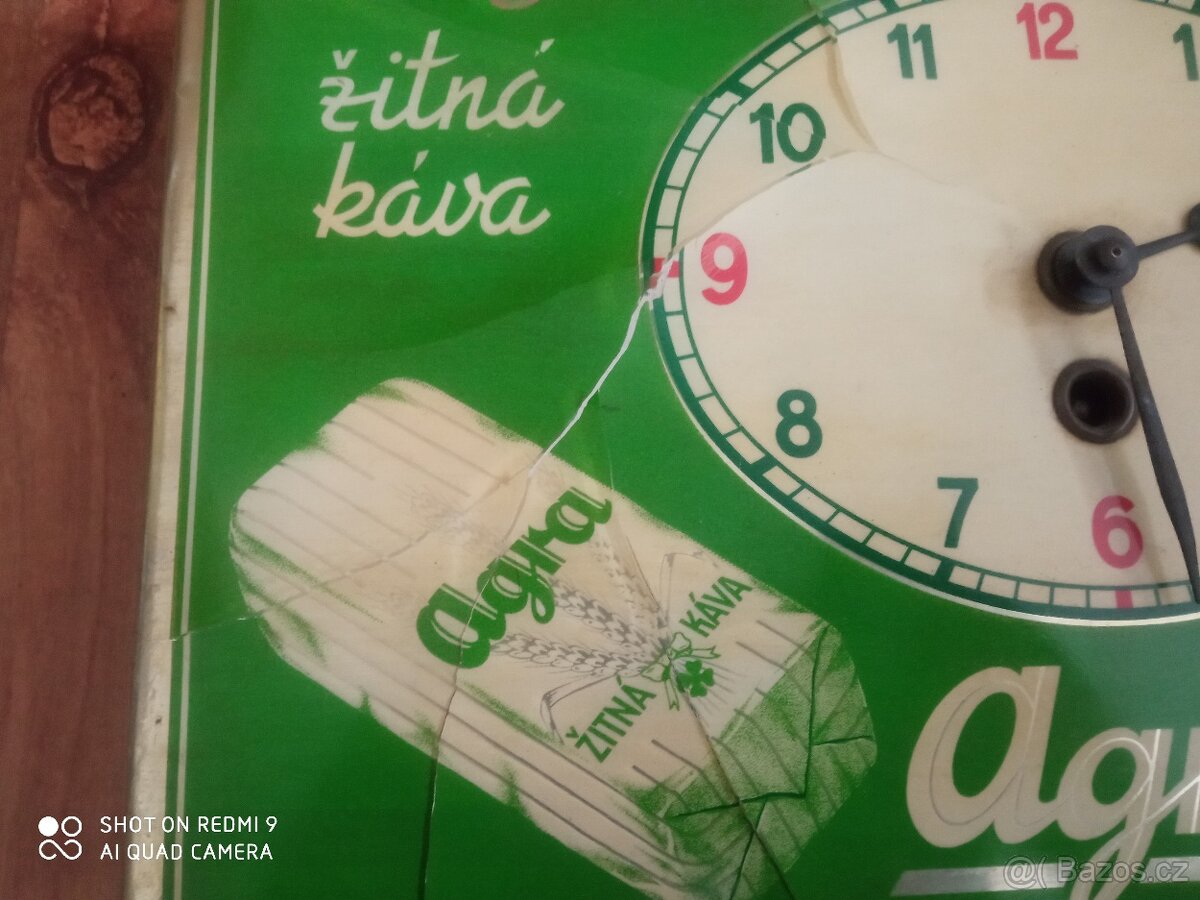 žitná
káva
11
12
10
9
8
7
6
Agra
ŽITNÁ KÁVA
SHOT ON REDMI 9
AI QUAD CAMERA
@( Bazos.cz